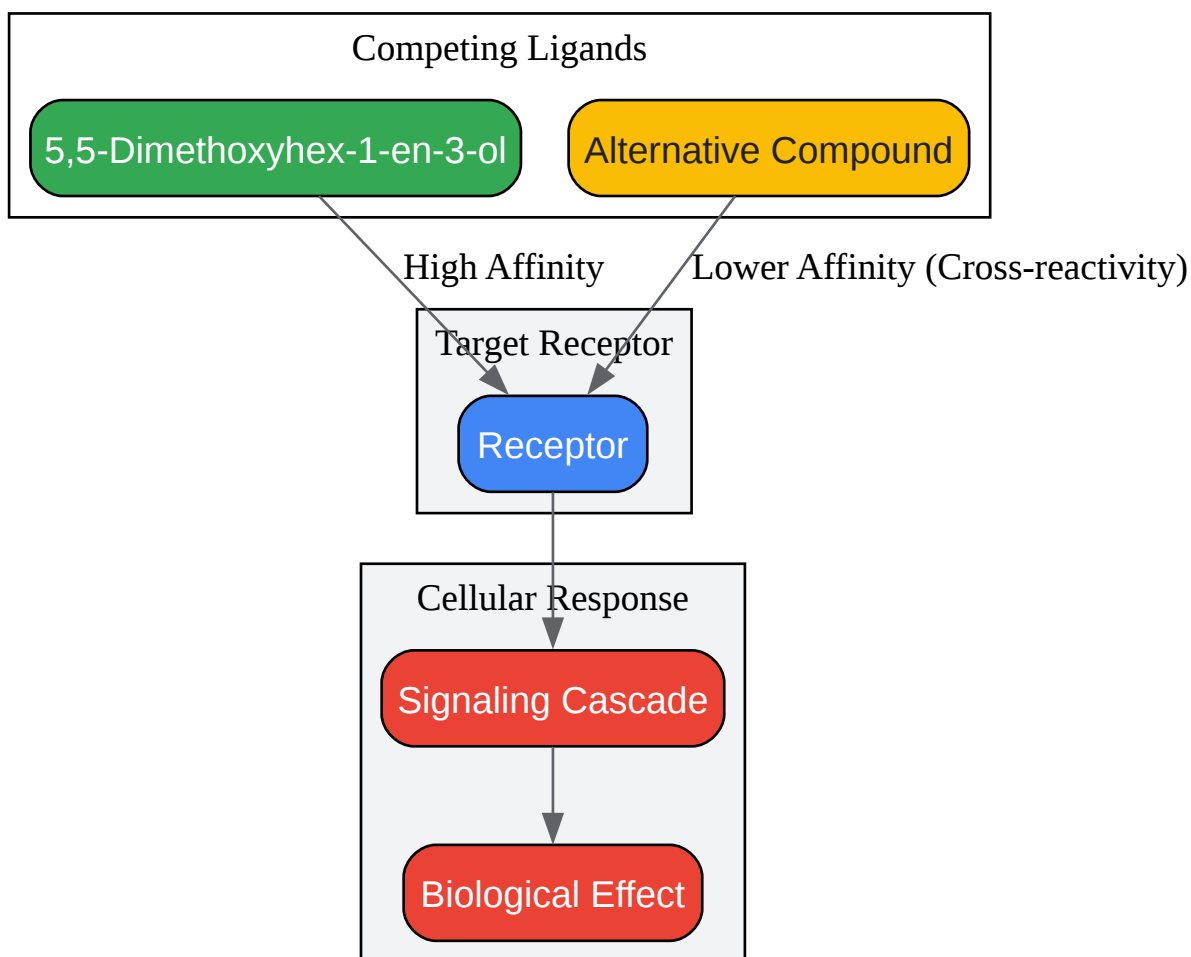 Competing Ligands
5,5-Dimethoxyhex-1-en-3-ol
Alternative Compound
High Affinity
Lower Affinity (Cross-reactivity)
Target Receptor
Receptor
Cellular Response
Signaling Cascade
Biological Effect